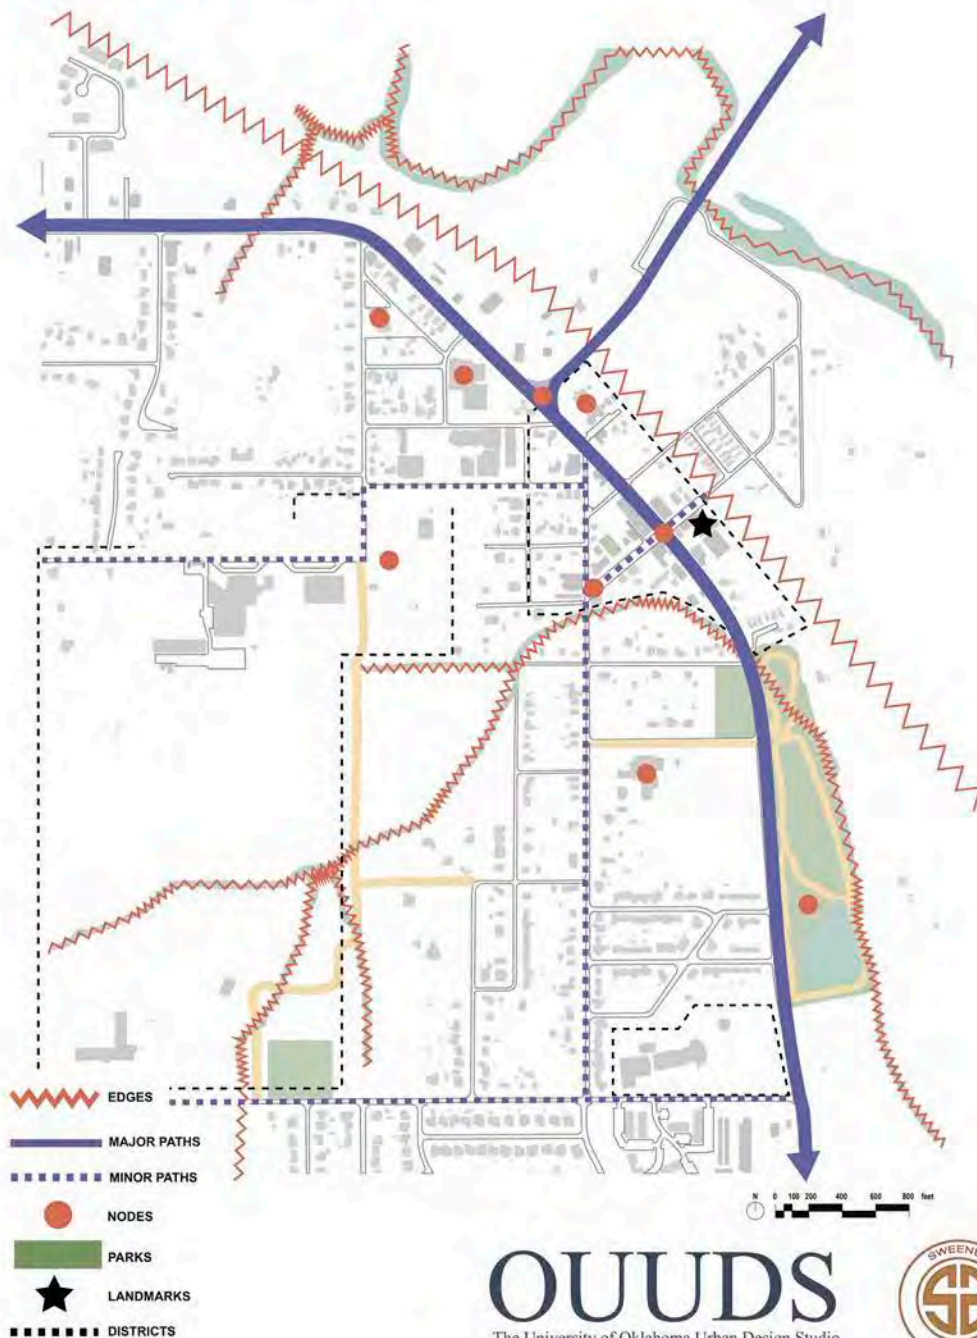 EDGES
MAJOR PATHS
MINOR PATHS
NODES
PARKS
LANDMARKS
DISTRICTS
N 0 100 200 400 600 800 feet
OUUDS
The University of Oklahoma Urban Design Studio